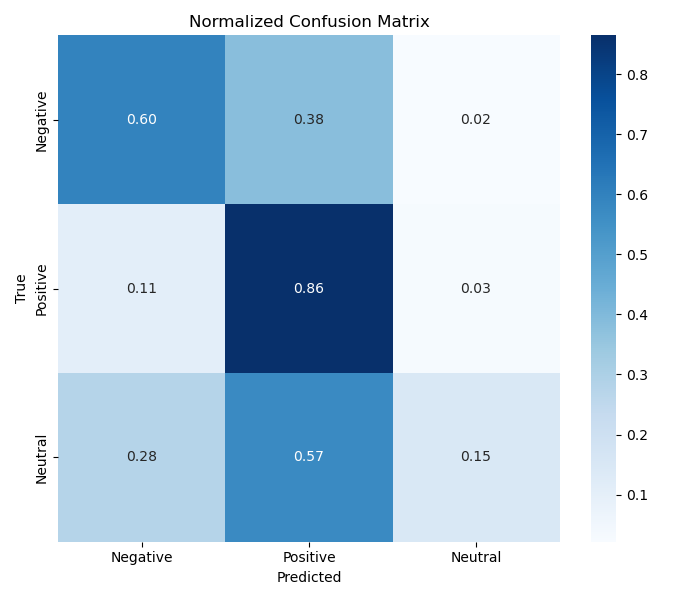 Normalized Confusion Matrix
True
Negative
0.60 0.38 0.02
Positive
0.11 0.86 0.03
Neutral
0.28 0.57 0.15
Negative Positive Neutral
Predicted
0.8
0.7
0.6
0.5
0.4
0.3
0.2
0.1